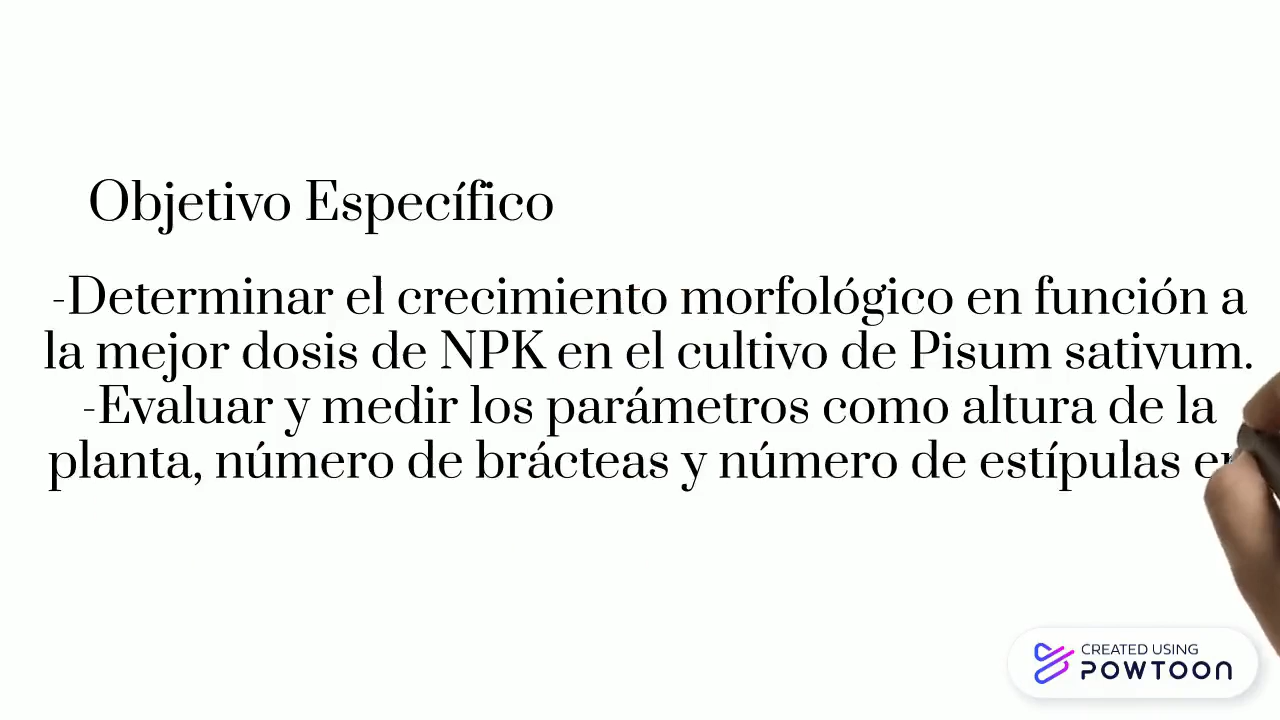 Objetivo Específico
-Determinar el crecimiento morfológico en función a
la mejor dosis de NPK en el cultivo de Pisum sativum.
-Evaluar y medir los parámetros como altura de la
planta, número de brácteas y número de estípulas
CREATED USING
POWTOON